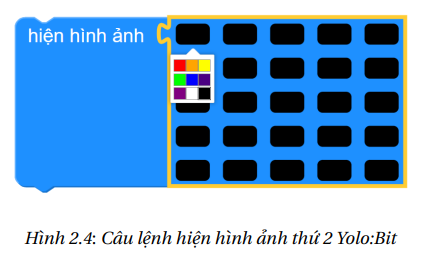 hiện hình ảnh
Hình 2.4: Câu lệnh hiện hình ảnh thứ 2 Yolo:Bit